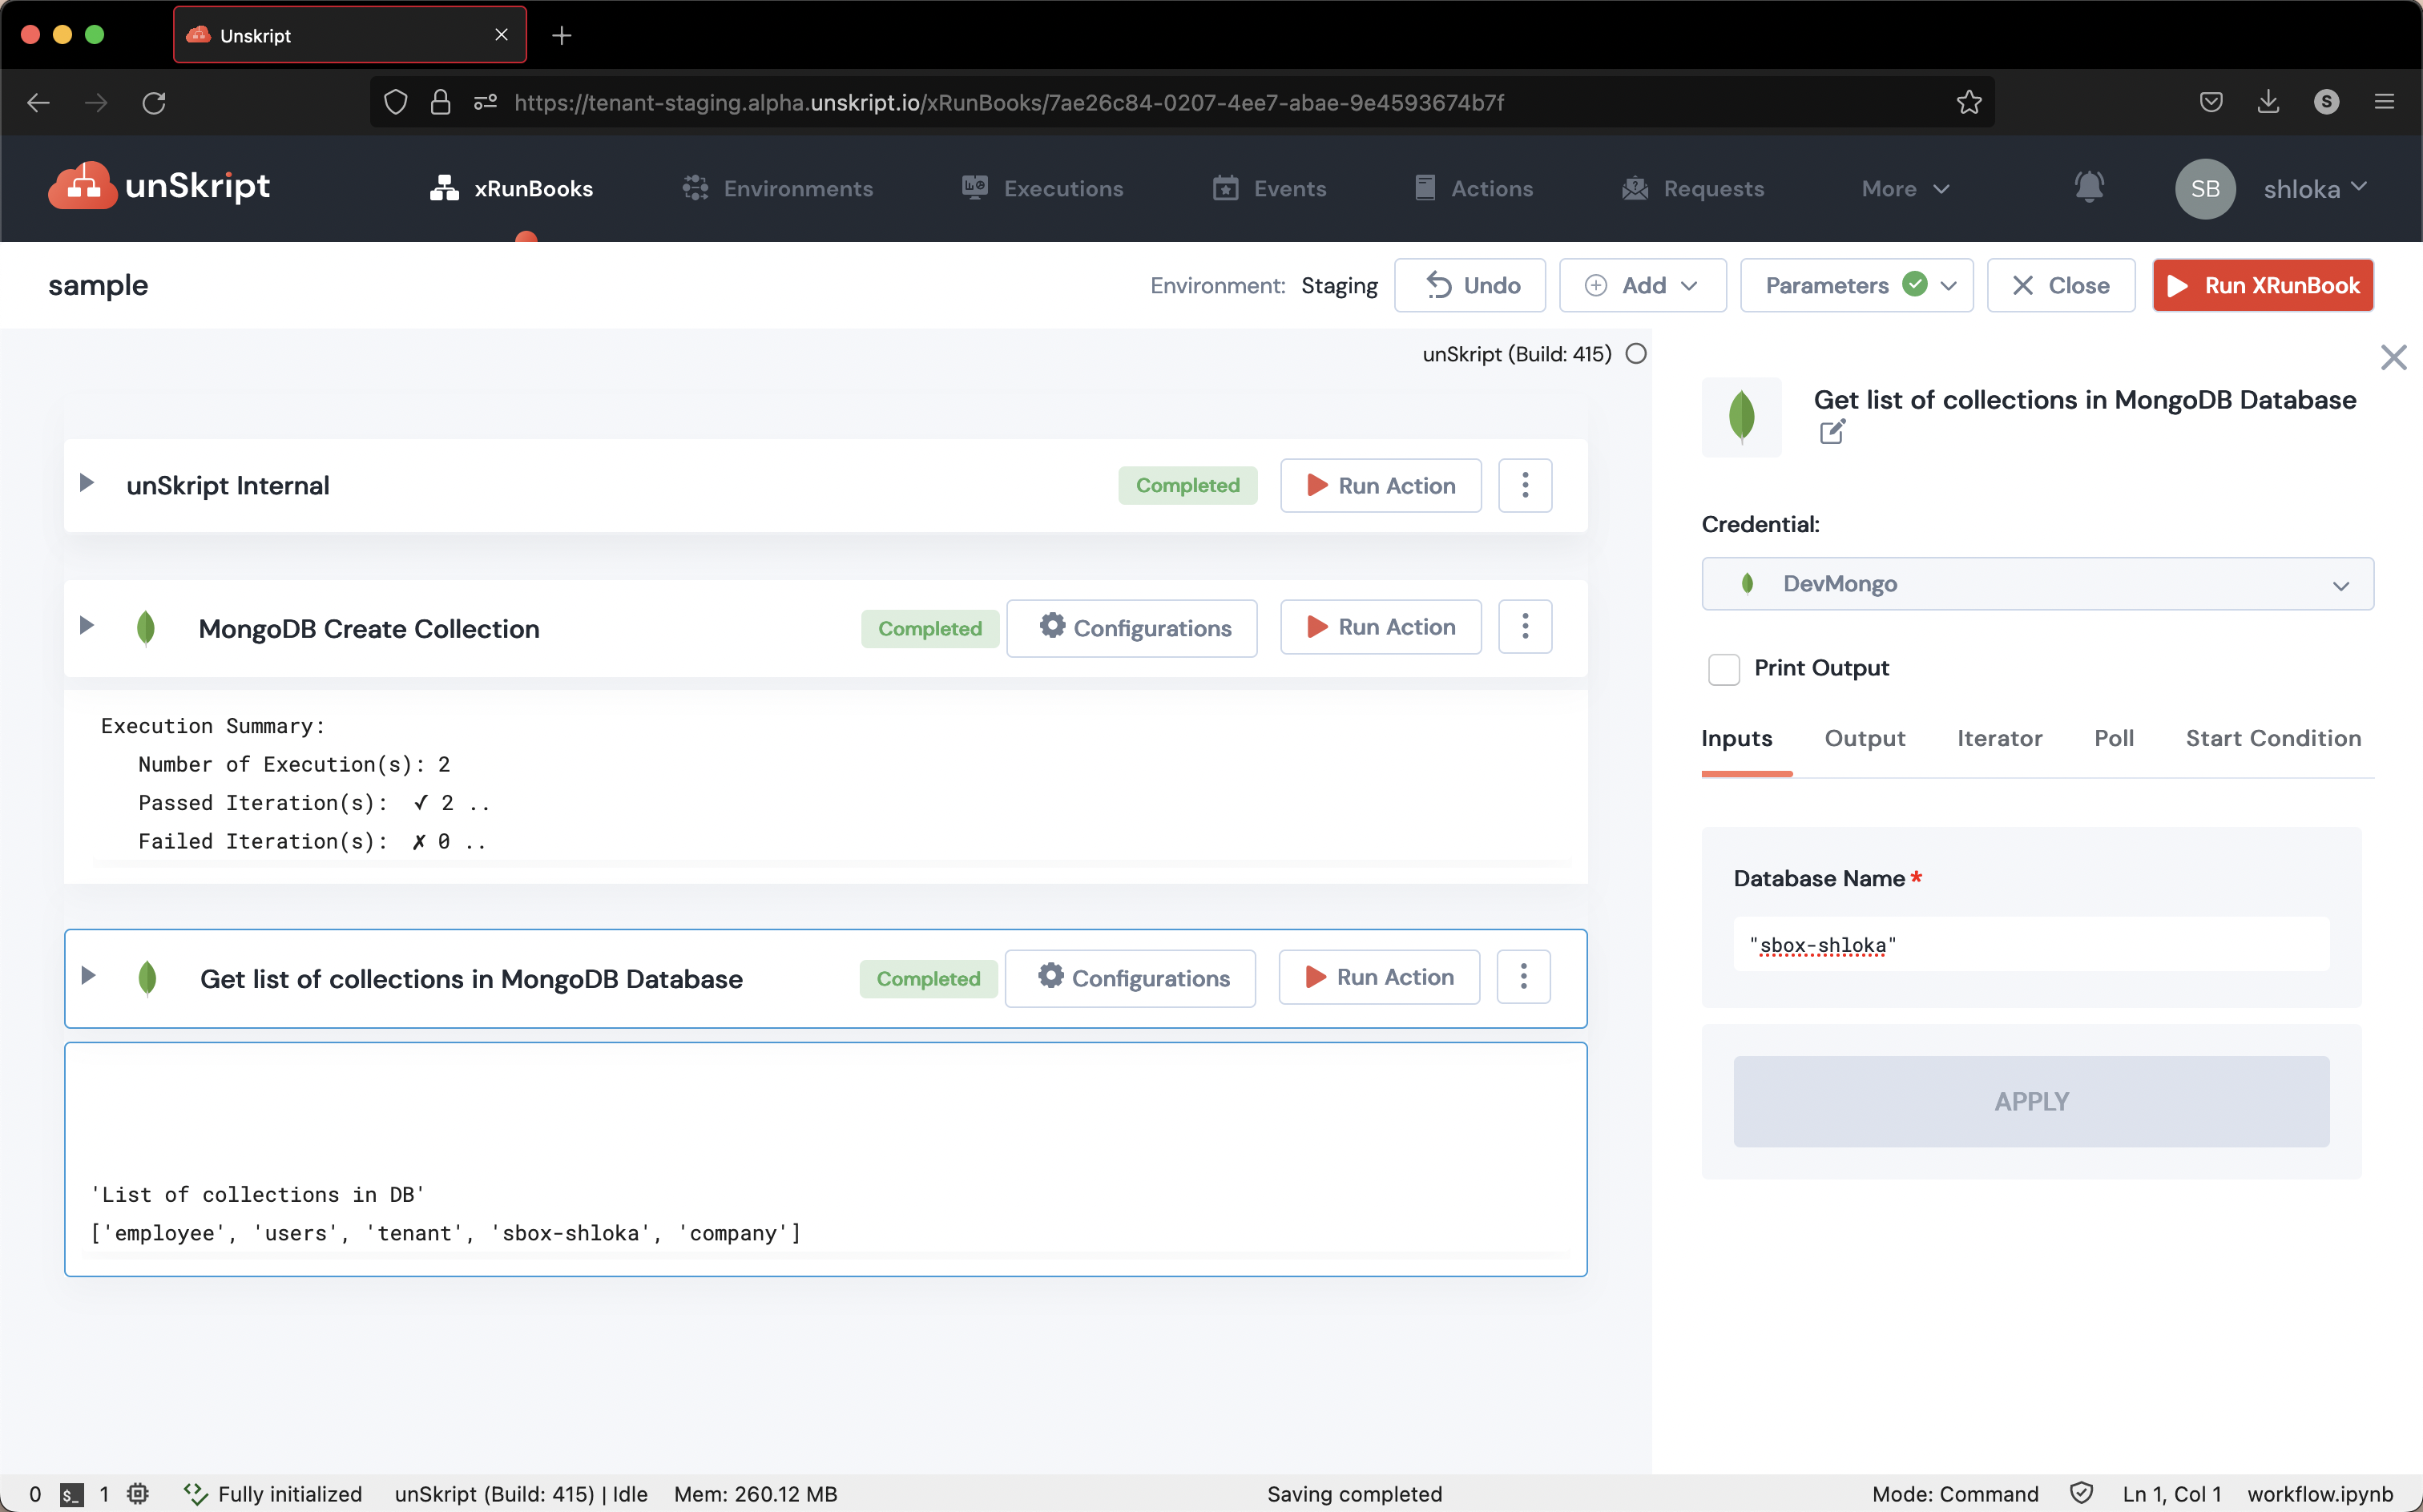 Unskript
https://tenant-staging.alpha.unskript.io/xRunBooks/7ae26c84-0207-4ee7-abae-9e4593674b7f
S
unSkript
xRunBooks
Environments
Executions
Events
Actions
Requests
More
SB
shloka
sample
Environment: Staging
Undo
Add
Parameters
Close
Run XRunBook
unSkript (Build: 415)
unSkript Internal
Completed
Run Action
MongoDB Create Collection
Completed
Configurations
Run Action
Execution Summary:
Number of Execution(s): 2
Passed Iteration(s): ✓ 2 ..
Failed Iteration(s): ✗ 0 ..
Get list of collections in MongoDB Database
Completed
Configurations
Run Action
'List of collections in DB'
['employee', 'users', 'tenant', 'sbox-shloka', 'company']
Get list of collections in MongoDB Database
Credential:
DevMongo
Print Output
Inputs
Output
Iterator
Poll
Start Condition
Database Name*
"sbox-shloka"
APPLY
0
$_
1
Fully initialized
unSkript (Build: 415) | Idle
Mem: 260.12 MB
Saving completed
Mode: Command
Ln 1, Col 1
workflow.ipynb